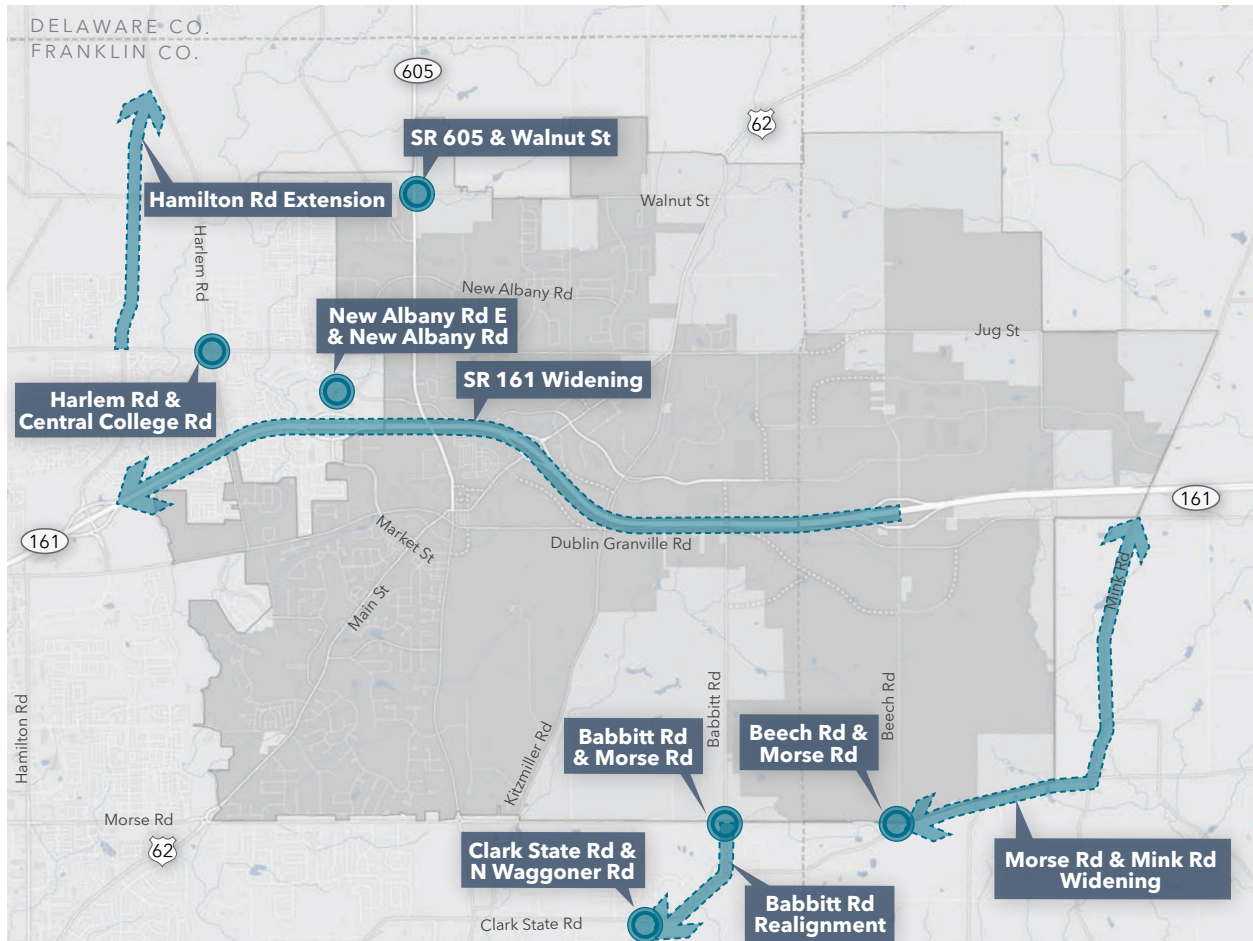 DELAWARE CO.
FRANKLIN CO.
605
62
SR 605 & Walnut St
Hamilton Rd Extension
Walnut St
Harlem Rd
New Albany Rd
New Albany Rd E
& New Albany Rd
Jug St
SR 161 Widening
Harlem Rd &
Central College Rd
161
161
Market St
Dublin Granville Rd
Mink Rd
Main St
Hamilton Rd
Babbitt Rd
Beech Rd
Kitzmiller Rd
Babbitt Rd
& Morse Rd
Beech Rd &
Morse Rd
Morse Rd
62
Clark State Rd &
N Waggoner Rd
Morse Rd & Mink Rd
Widening
Babbitt Rd
Realignment
Clark State Rd